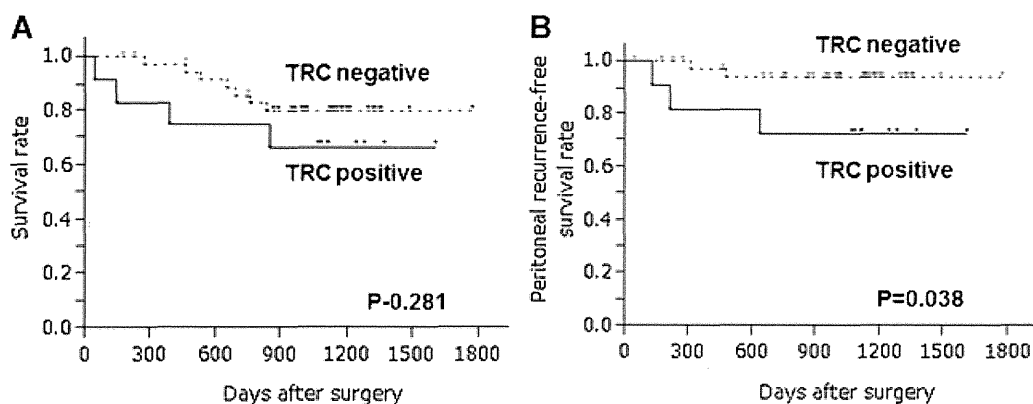 A
1.0
0.8
0.6
0.4
0.2
0.0
Survival rate
TRC negative
TRC positive
P-0.281
0 300 600 900 1200 1500 1800
Days after surgery
B
1.0
0.8
0.6
0.4
0.2
0.0
Peritoneal recurrence-free
survival rate
TRC negative
TRC positive
P=0.038
0 300 600 900 1200 1500 1800
Days after surgery